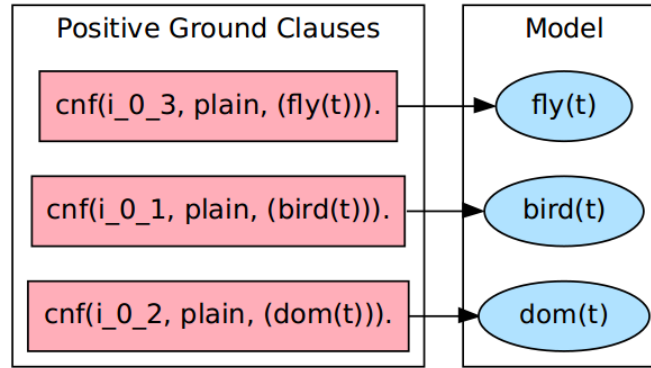 Positive Ground Clauses
cnf(i_0_3, plain, (fly(t))).
cnf(i_0_1, plain, (bird(t))).
cnf(i_0_2, plain, (dom(t))).
Model
fly(t)
bird(t)
dom(t)